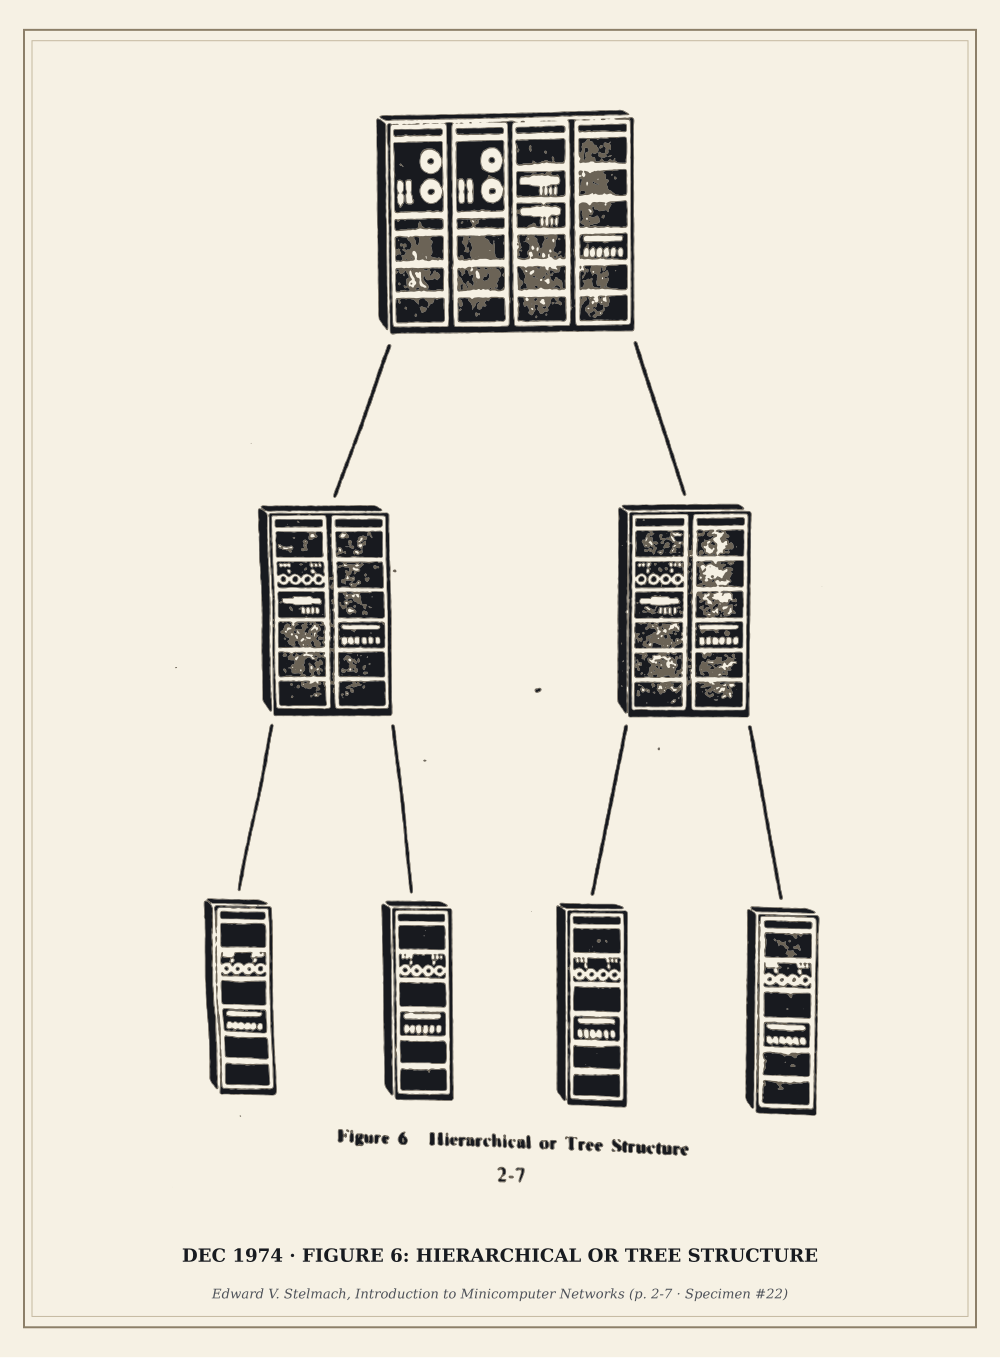 Figure 6 Hierarchical or Tree Structure
2-7
DEC 1974 · FIGURE 6: HIERARCHICAL OR TREE STRUCTURE
Edward V. Stelmach, Introduction to Minicomputer Networks (p. 2-7 · Specimen #22)